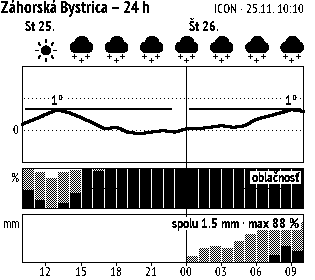 Záhorská Bystrica – 24 h ICON · 25.11. 10:10
St 25. Št 26.
1° 1°
0
% oblačnosť
mm spolu 1.5 mm · max 88 %
12 15 18 21 00 03 06 09